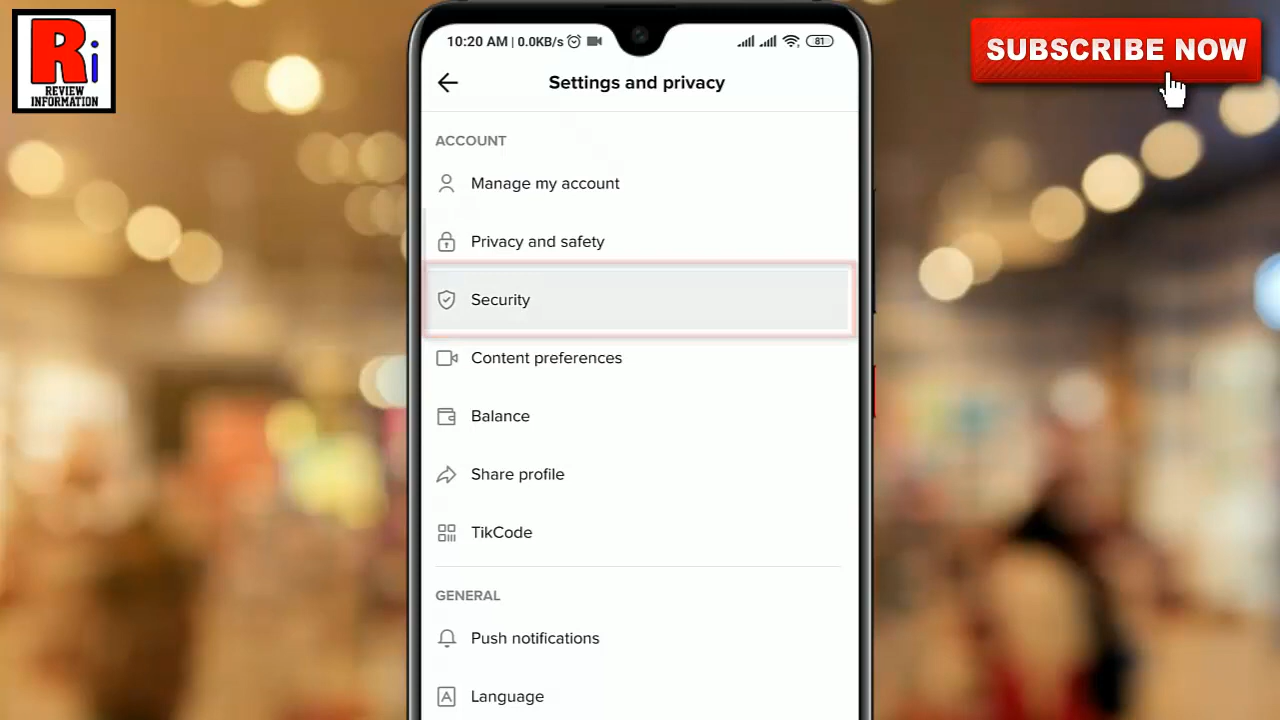 Ri
REVIEW
INFORMATION
SUBSCRIBE NOW
10:20 AM | 0.0KB/s
81
Settings and privacy
ACCOUNT
Manage my account
Privacy and safety
Security
Content preferences
Balance
Share profile
TikCode
GENERAL
Push notifications
Language